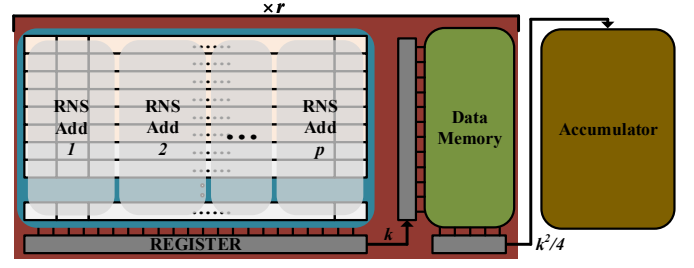 ×r
RNS
Add
1
RNS
Add
2
...
RNS
Add
p
Data
Memory
Accumulator
REGISTER
k
k²/4